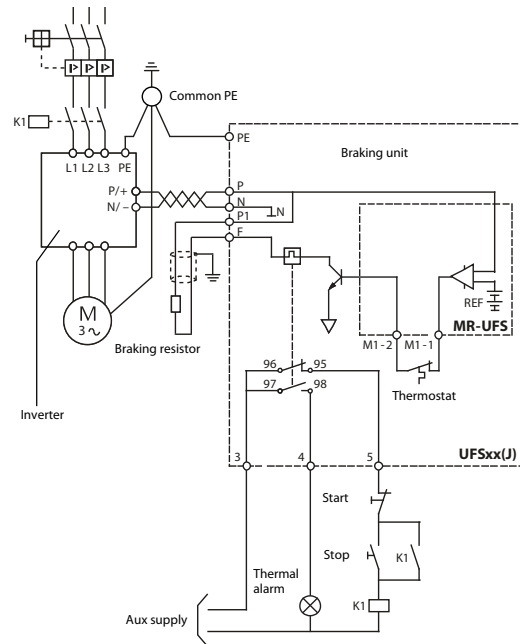 I> I> I>
Common PE
K1
L1 L2 L3 PE
PE
Braking unit
P/+
N/–
P
N
N
P1
F
REF
MR-UFS
M1-2 M1-1
Thermostat
M
3~
Braking resistor
Inverter
96 95
97 98
UFSxx(J)
3 4 5
Start
Stop
K1
Thermal
alarm
K1
Aux supply